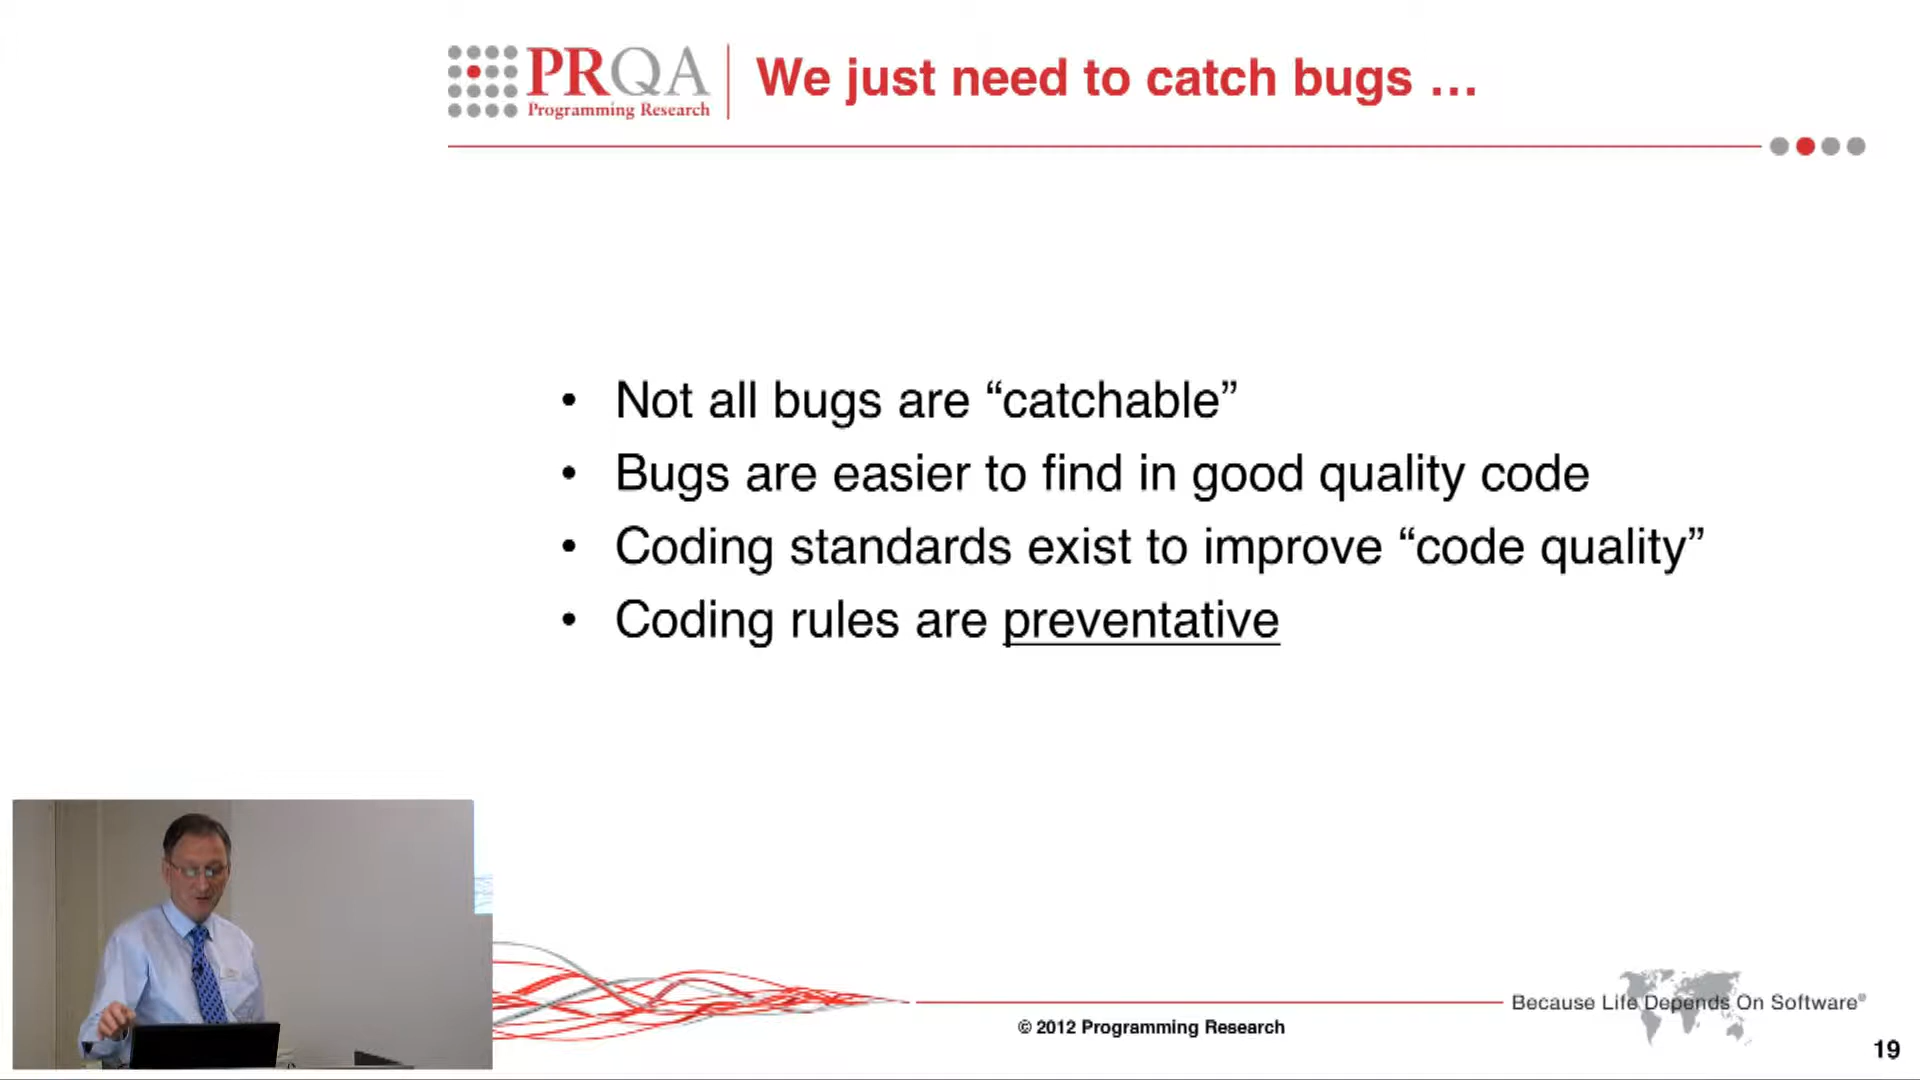 PRQA
Programming Research
We just need to catch bugs …
• Not all bugs are “catchable”
• Bugs are easier to find in good quality code
• Coding standards exist to improve “code quality”
• Coding rules are preventative
Because Life Depends On Software®
© 2012 Programming Research
19